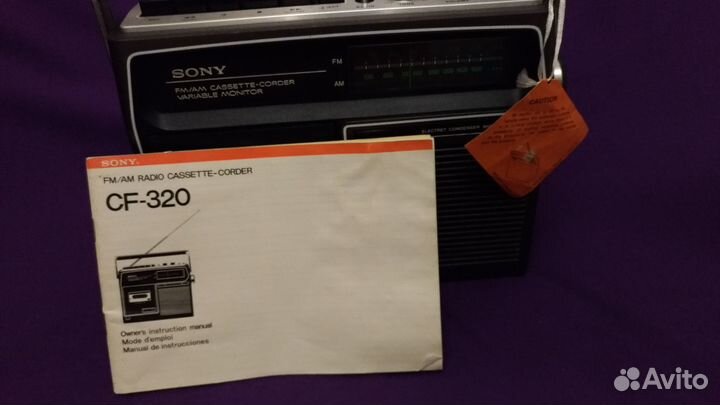 SONY
FM/AM CASSETTE-CORDER
VARIABLE MONITOR
FM
AM
ELECTRET CONDENSER
CAUTION
SONY.
FM/AM RADIO CASSETTE-CORDER
CF-320
Owner's instruction manual
Mode d'emploi
Manual de instrucciones
Avito